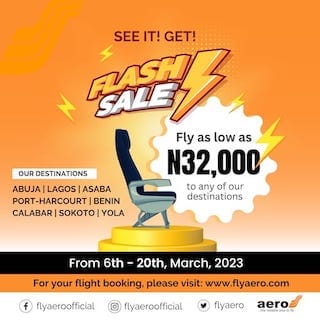 SEE IT! GET!
FLASH
SALE
Fly as low as
N32,000
to any of our
destinations
OUR DESTINATIONS
ABUJA | LAGOS | ASABA
PORT-HARCOURT | BENIN
CALABAR | SOKOTO | YOLA
From 6th - 20th, March, 2023
For your flight booking, please visit: www.flyaero.com
flyaeroofficial
flyaeroofficial
flyaero
aero